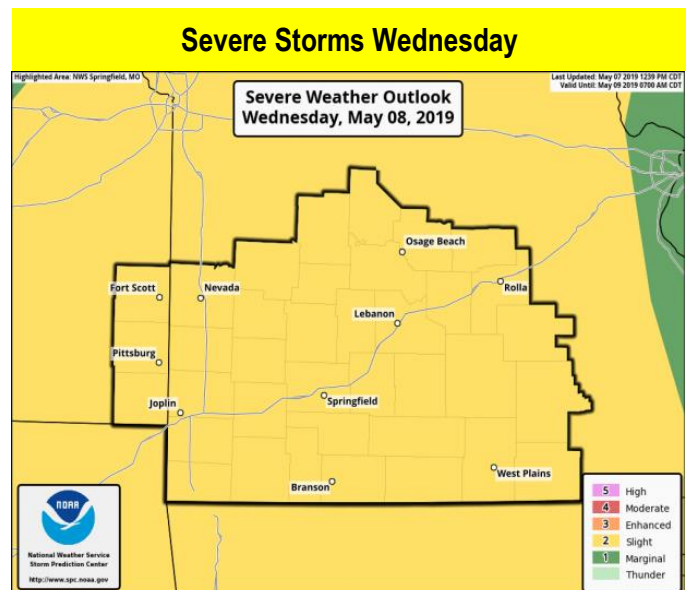 Severe Storms Wednesday
Highlighted Area: NWS Springfield, MO
Last Updated: May 07 2019 1239 PM CDT
Valid Until: May 09 2019 0700 AM CDT
Severe Weather Outlook
Wednesday, May 08, 2019
Osage Beach
Fort Scott
Nevada
Rolla
Lebanon
Pittsburg
Joplin
Springfield
West Plains
Branson
NOAA
National Weather Service
Storm Prediction Center
http://www.spc.noaa.gov
5 High
4 Moderate
3 Enhanced
2 Slight
1 Marginal
Thunder